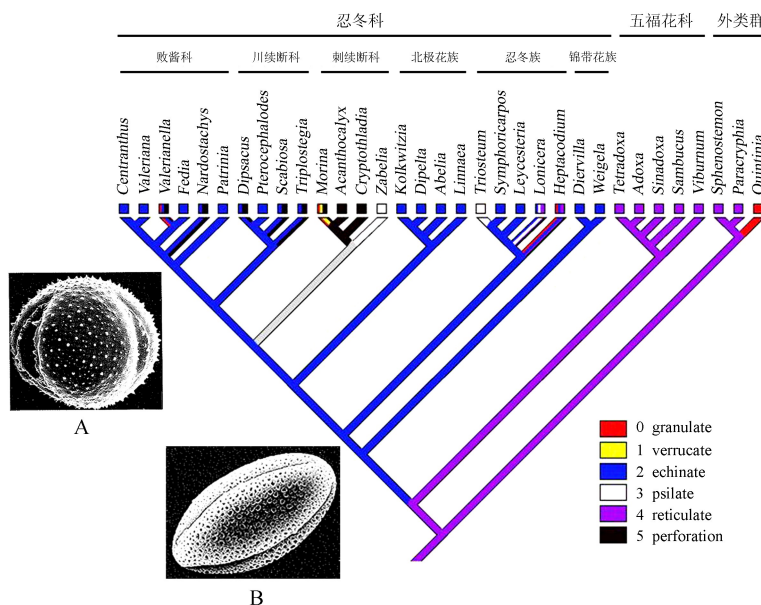 忍冬科 五福花科 外类群
败酱科 川续断科 刺续断科 北极花族 忍冬族 锦带花族
Centranthus
Valeriana
Valerianella
Fedia
Nardostachys
Patrinia
Dipsacus
Pterocephalodes
Scabiosa
Triplostegia
Morina
Acanthocalyx
Cryptothladia
Zabelia
Kolkwitzia
Dipelta
Abelia
Linnaea
Triosteum
Symphoricarpos
Leycesteria
Lonicera
Heptacodium
Diervilla
Weigela
Tetradoxa
Adoxa
Sinadoxa
Sambucus
Viburnum
Sphenostemon
Paracryphia
Quintinia
A
B
0 granulate
1 verrucate
2 echinate
3 psilate
4 reticulate
5 perforation